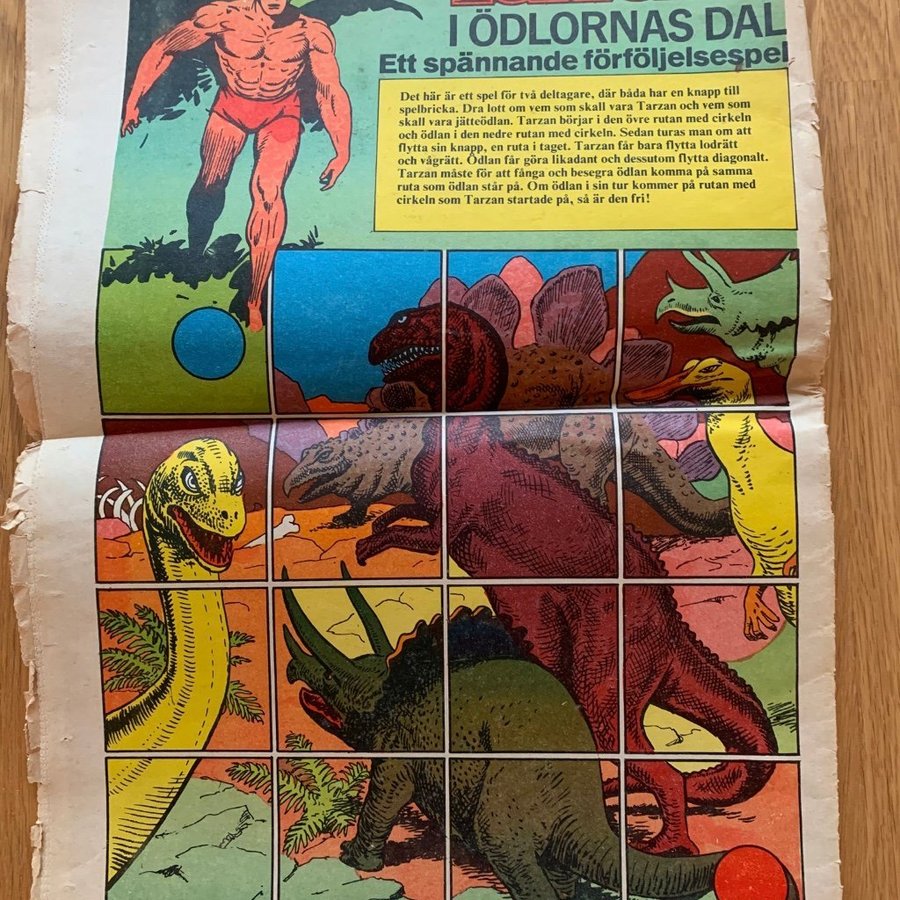 I ÖDLORNAS DAL
Ett spännande förföljelsespel
Det här är ett spel för två deltagare, där båda har en knapp till
spelbricka. Dra lott om vem som skall vara Tarzan och vem som
skall vara jätteödlan. Tarzan börjar i den övre rutan med cirkeln
och ödlan i den nedre rutan med cirkeln. Sedan turas man om att
flytta sin knapp, en ruta i taget. Tarzan får bara flytta lodrätt
och vågrätt. Ödlan får göra likadant och dessutom flytta diagonalt.
Tarzan måste för att fånga och besegra ödlan komma på samma
ruta som ödlan står på. Om ödlan i sin tur kommer på rutan med
cirkeln som Tarzan startade på, så är den fri!